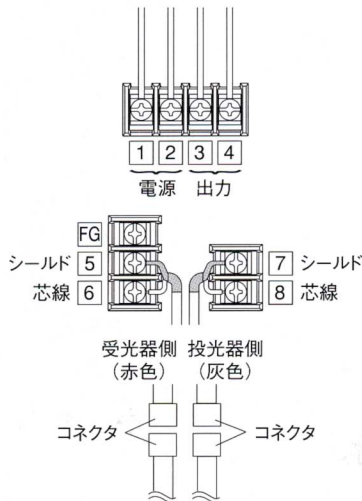 1 2 3 4
電源 出力
FG
シールド 5 7 シールド
芯線 6 8 芯線
受光器側 投光器側
(赤色) (灰色)
コネクタ コネクタ